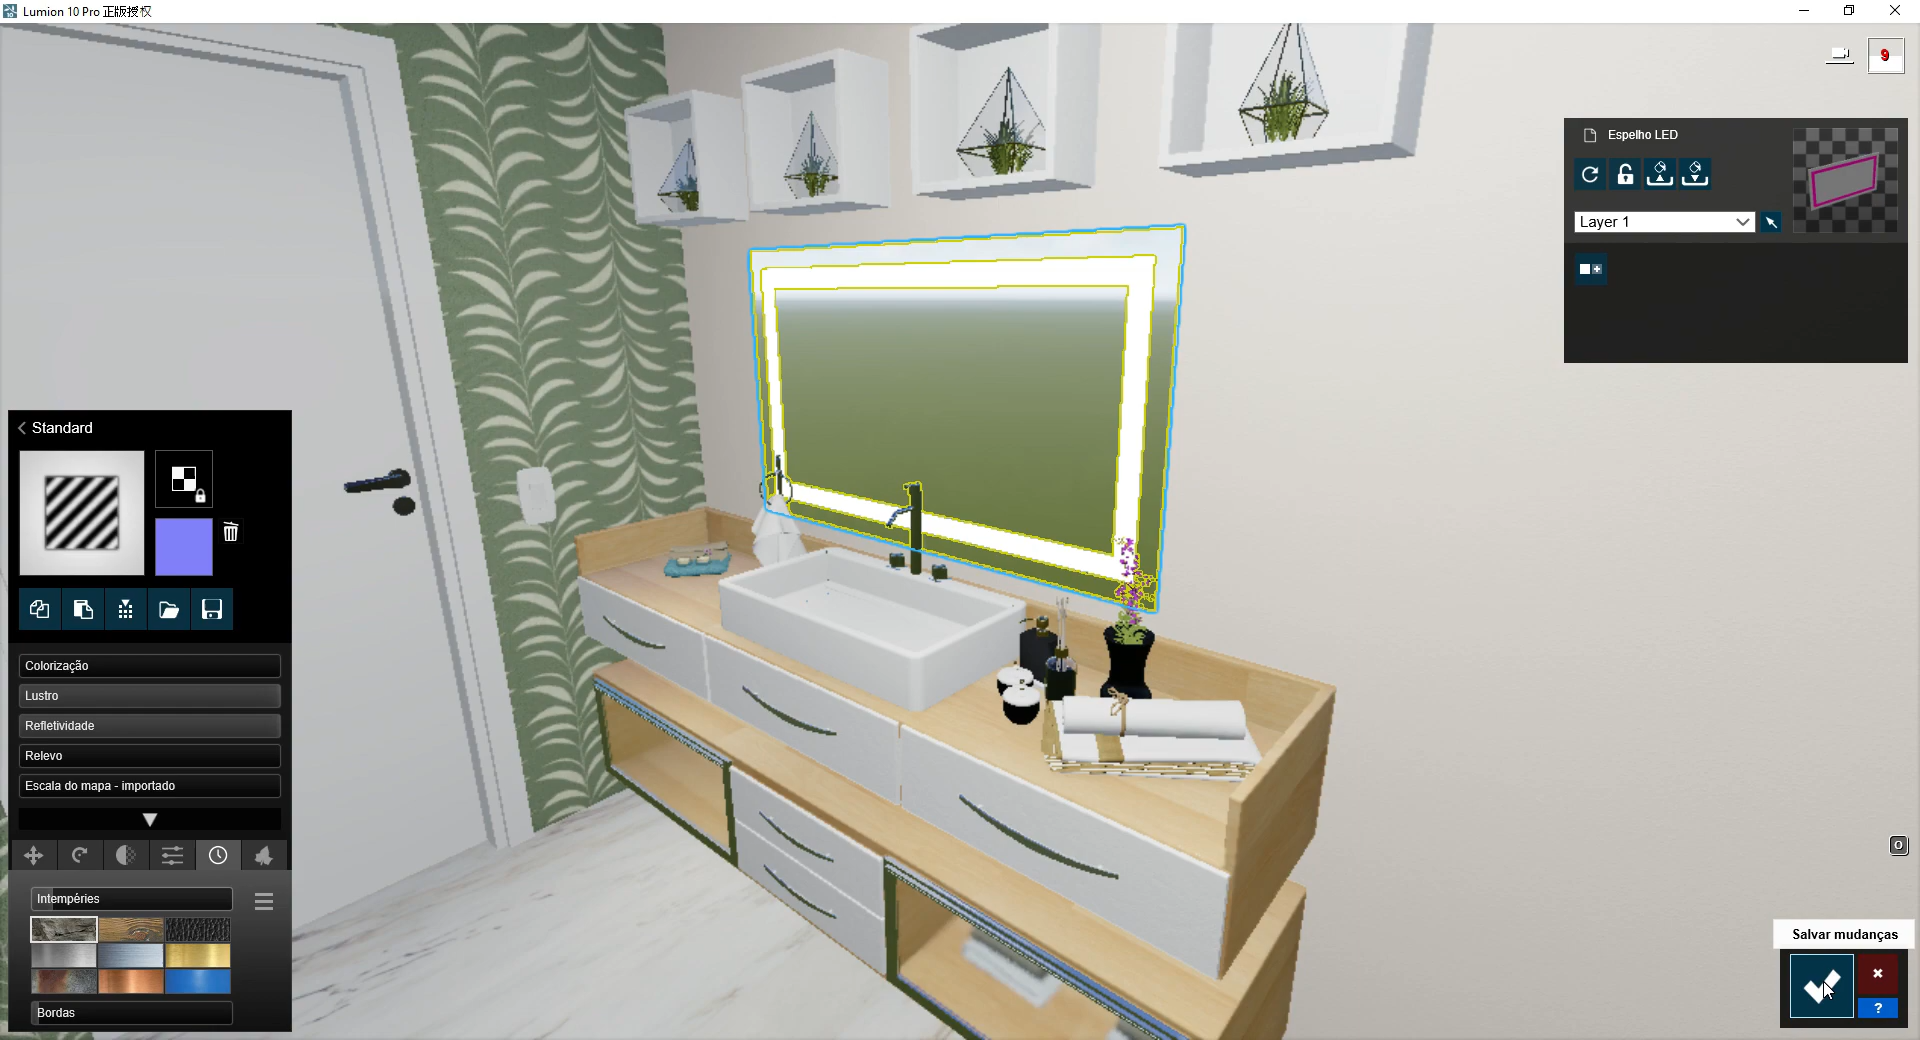 Lumion 10 Pro 正版授权
9
Espelho LED
Layer 1
Standard
Colorização
Lustro
Refletividade
Relevo
Escala do mapa - importado
Intempéries
Bordas
O
Salvar mudanças
?